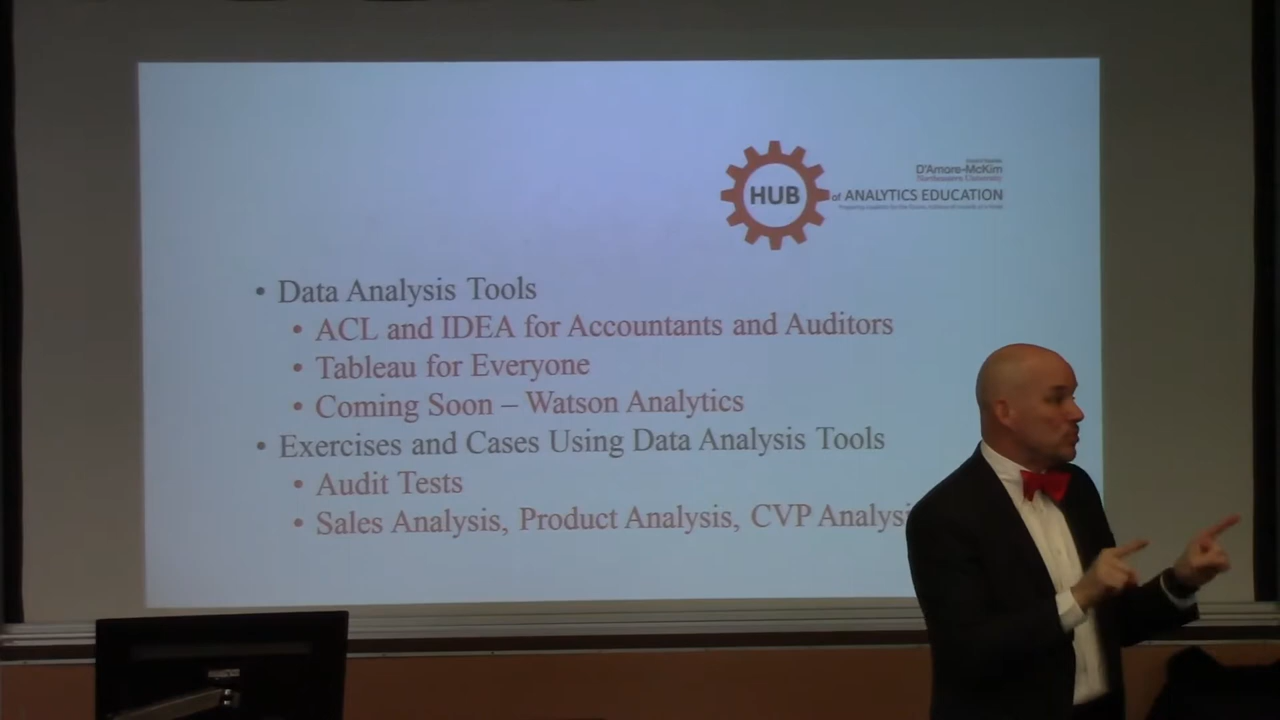 D'Amore-McKim
Northeastern University
HUB of ANALYTICS EDUCATION
• Data Analysis Tools
• ACL and IDEA for Accountants and Auditors
• Tableau for Everyone
• Coming Soon – Watson Analytics
• Exercises and Cases Using Data Analysis Tools
• Audit Tests
• Sales Analysis, Product Analysis, CVP Analysi